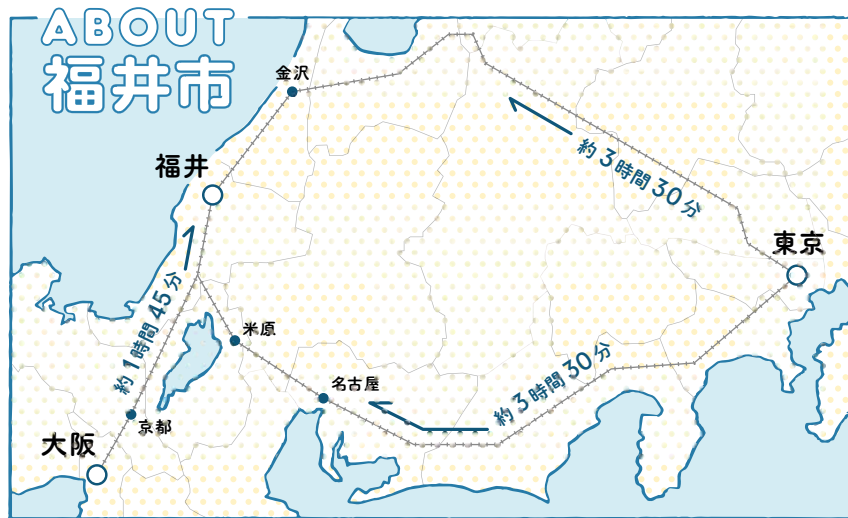 ABOUT
福井市
金沢
福井
約3時間30分
東京
約1時間45分
米原
名古屋
約3時間30分
京都
大阪